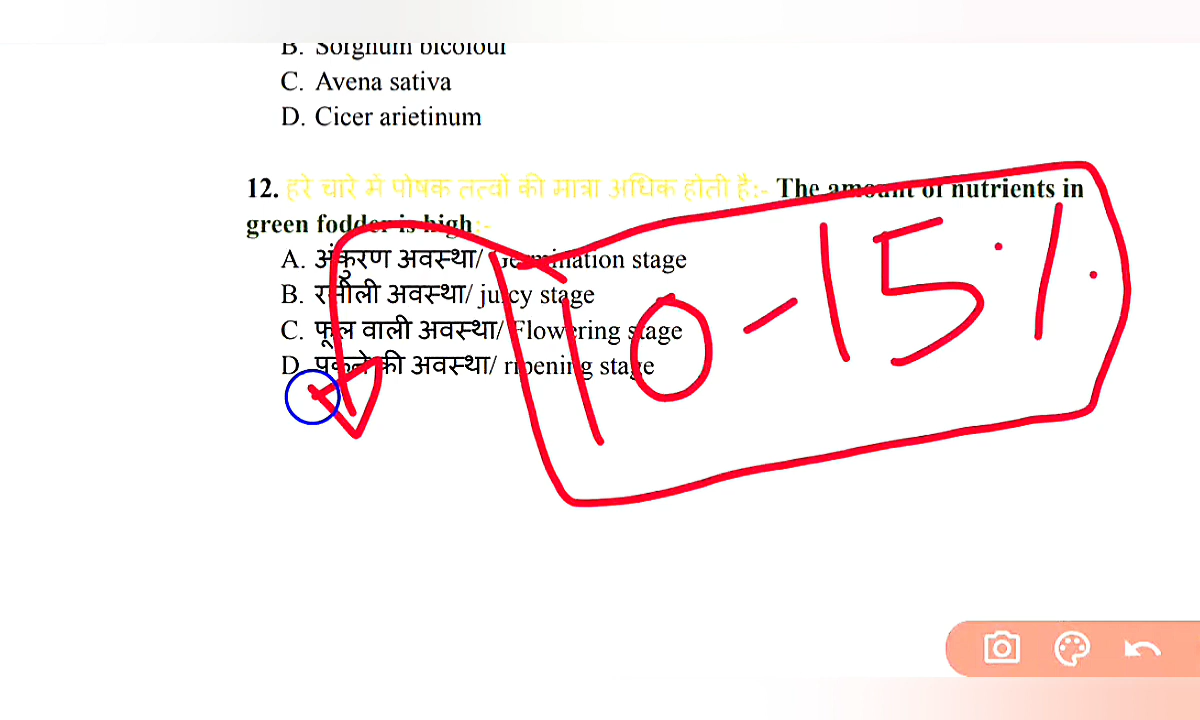 B. Sorghum bicolour
C. Avena sativa
D. Cicer arietinum
12. हरे चारे में पोषक तत्वों की मात्रा अधिक होती है:- The amount of nutrients in
green fodder is high:-
A. अंकुरण अवस्था/ Germination stage
B. रसीली अवस्था/ juicy stage
C. फूल वाली अवस्था/ Flowering stage
D. पकने की अवस्था/ ripening stage
10-15%